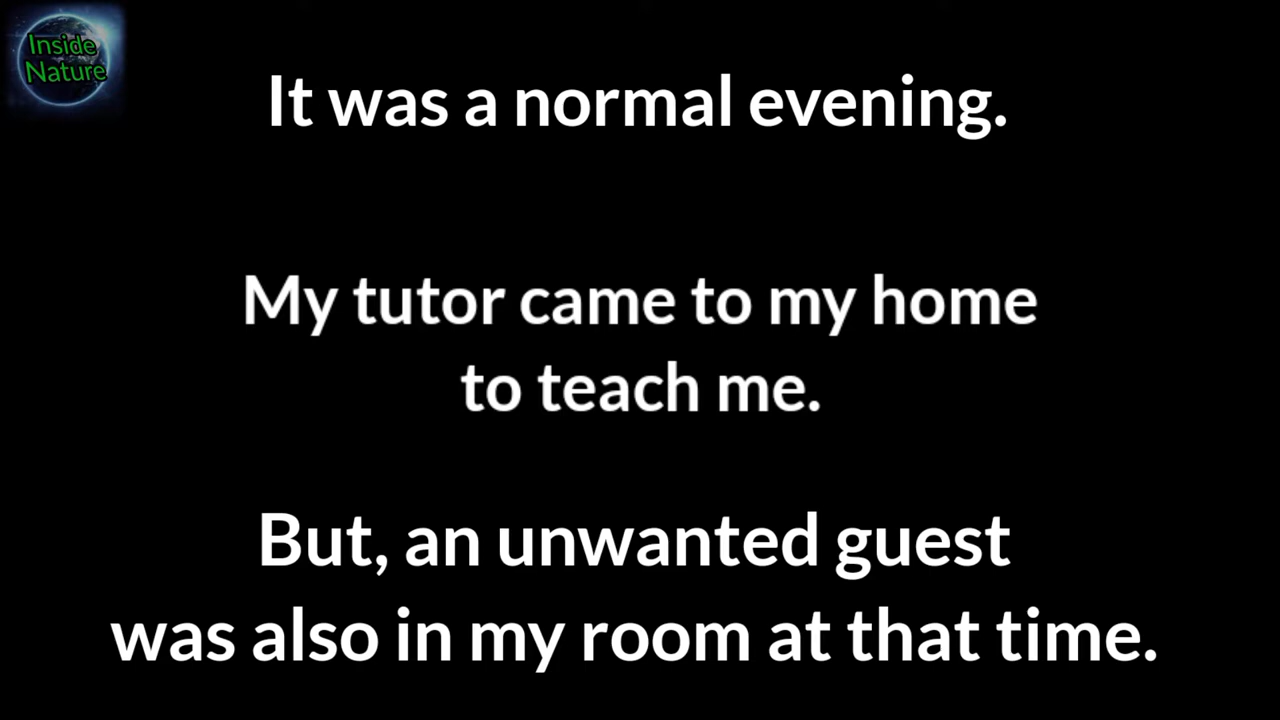 Inside
Nature
It was a normal evening.
My tutor came to my home
to teach me.
But, an unwanted guest
was also in my room at that time.